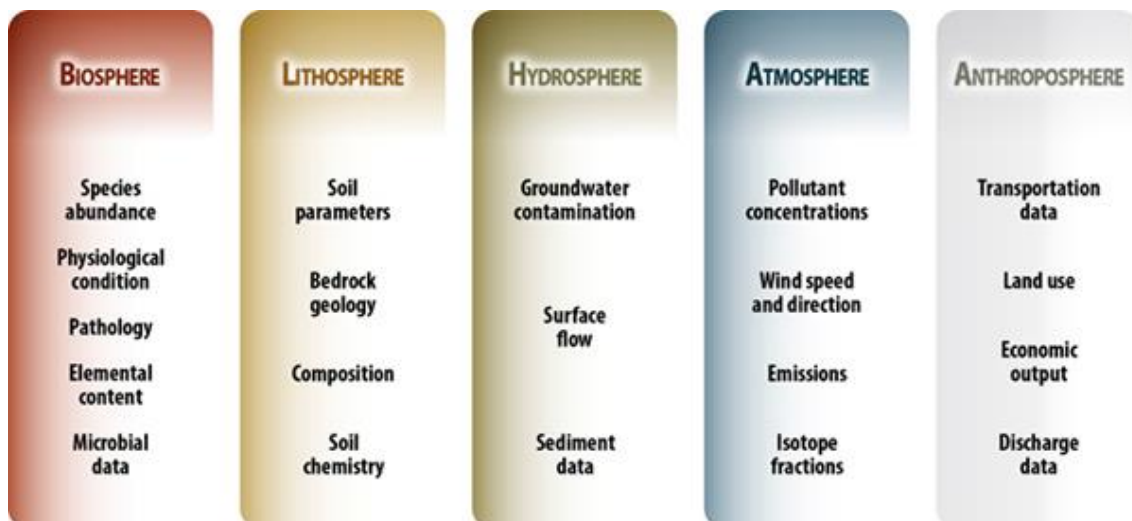 BIOSPHERE
Species
abundance
Physiological
condition
Pathology
Elemental
content
Microbial
data
LITHOSPHERE
Soil
parameters
Bedrock
geology
Composition
Soil
chemistry
HYDROSPHERE
Groundwater
contamination
Surface
flow
Sediment
data
ATMOSPHERE
Pollutant
concentrations
Wind speed
and direction
Emissions
Isotope
fractions
ANTHROPOSPHERE
Transportation
data
Land use
Economic
output
Discharge
data